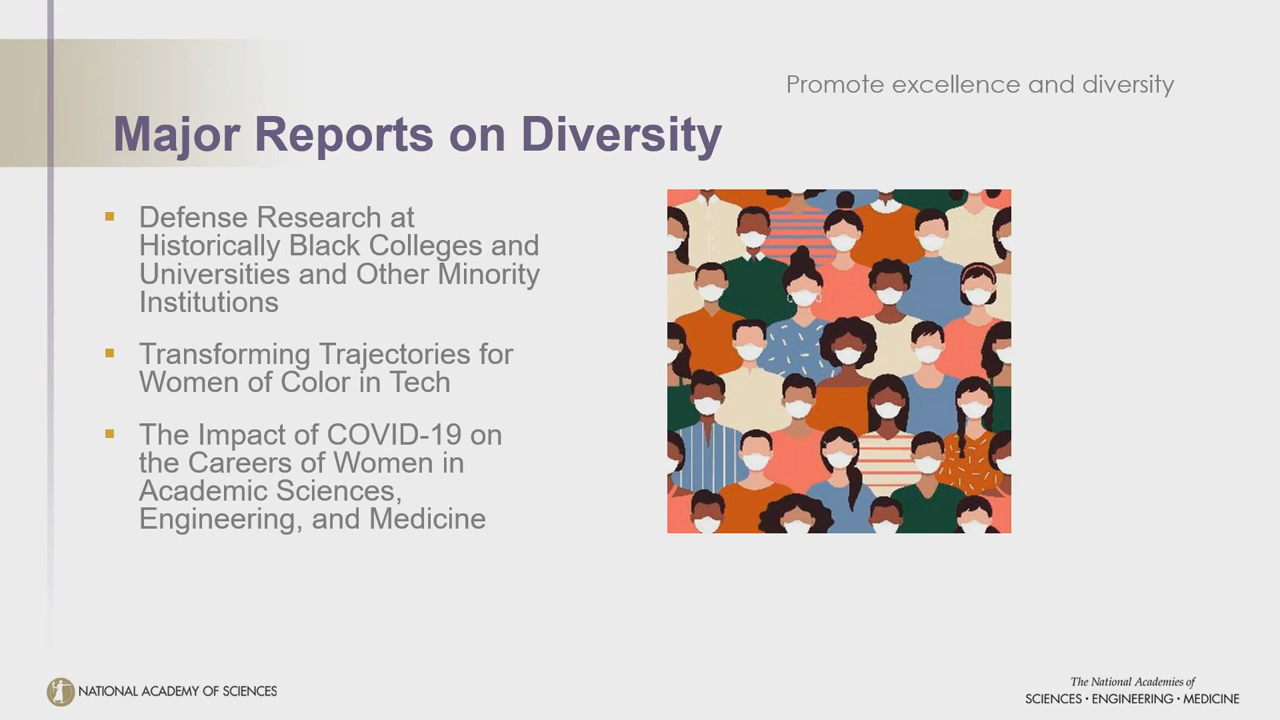 Promote excellence and diversity
Major Reports on Diversity
Defense Research at
Historically Black Colleges and
Universities and Other Minority
Institutions
Transforming Trajectories for
Women of Color in Tech
The Impact of COVID-19 on
the Careers of Women in
Academic Sciences,
Engineering, and Medicine
NATIONAL ACADEMY OF SCIENCES
The National Academies of
SCIENCES • ENGINEERING • MEDICINE